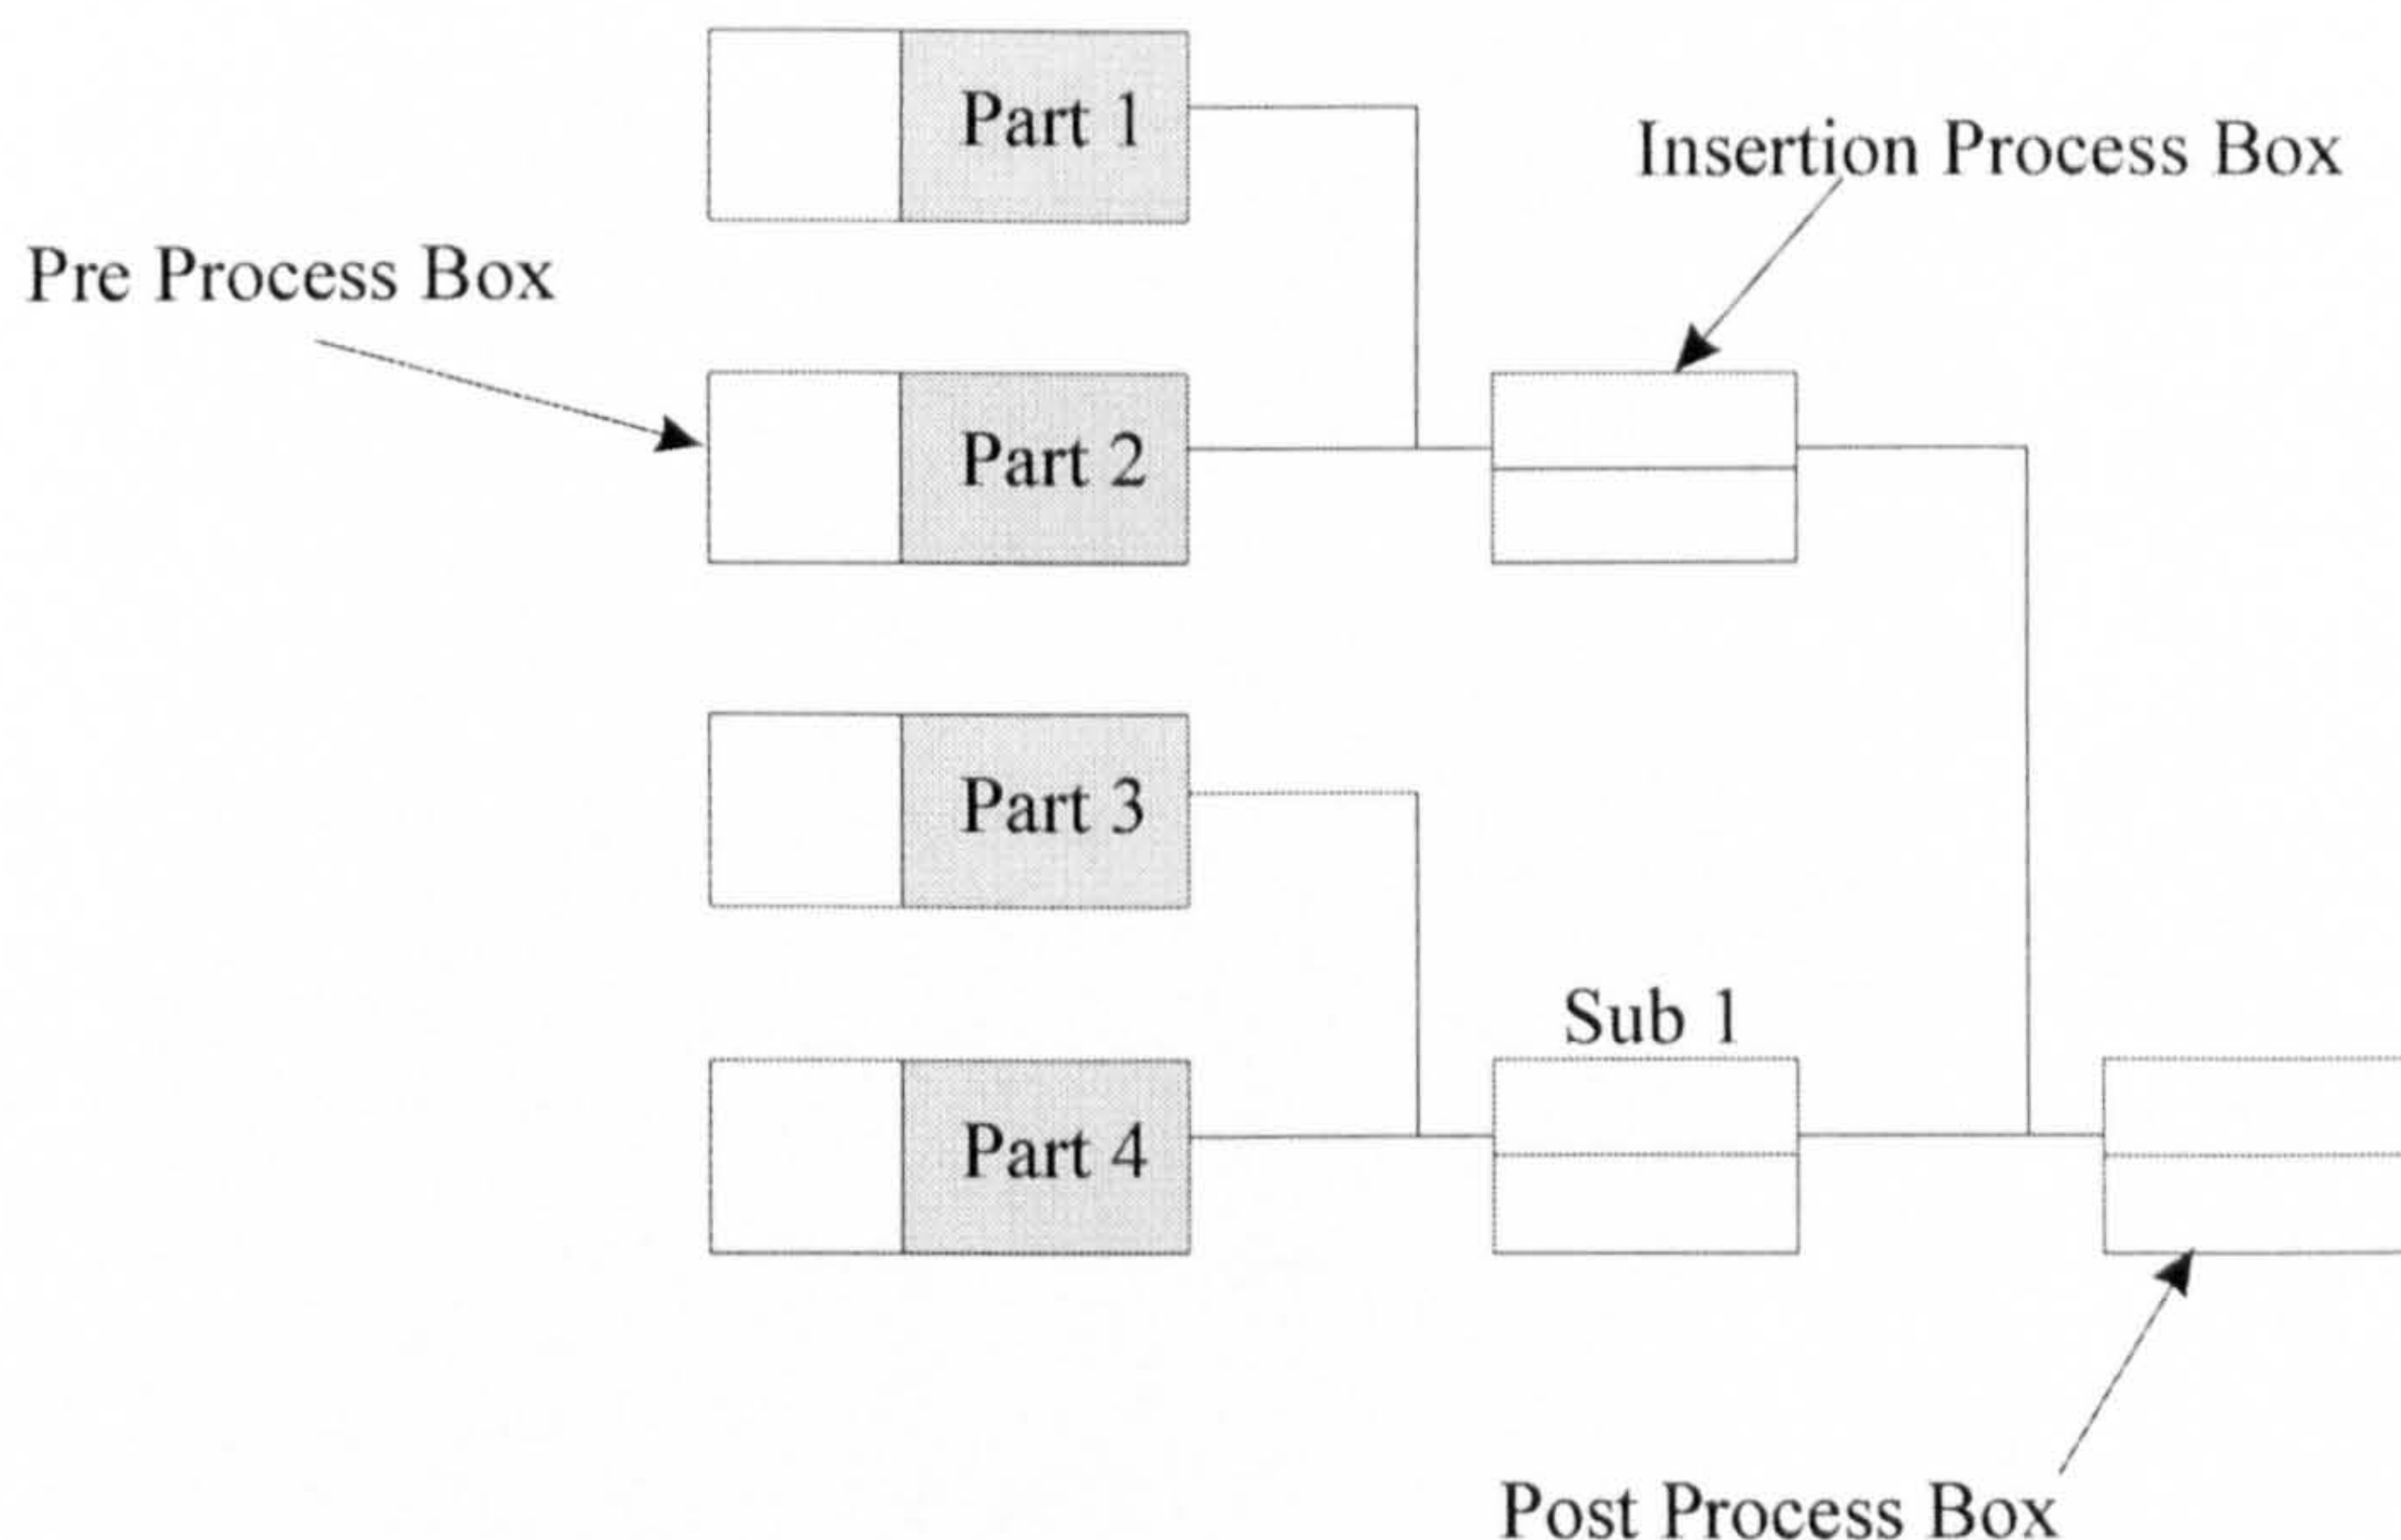 Part 1
Insertion Process Box
Pre Process Box
Part 2
Part 3
Sub 1
Part 4
Post Process Box